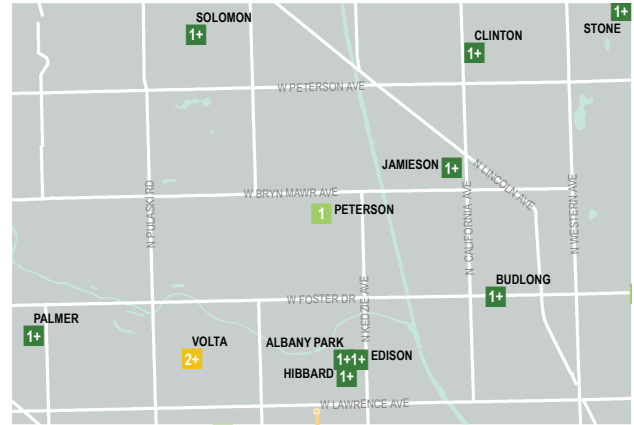 SOLOMON
1+
CLINTON
1+
STONE
1+
W PETERSON AVE
JAMIESON
1+
N LINCOLN AVE
W BRYN MAWR AVE
1
PETERSON
N PULASKI RD
N CALIFORNIA AVE
N WESTERN AVE
BUDLONG
1+
W FOSTER DR
N KEDZIE AVE
PALMER
1+
VOLTA
2+
ALBANY PARK
1+1+
EDISON
HIBBARD
1+
W LAWRENCE AVE